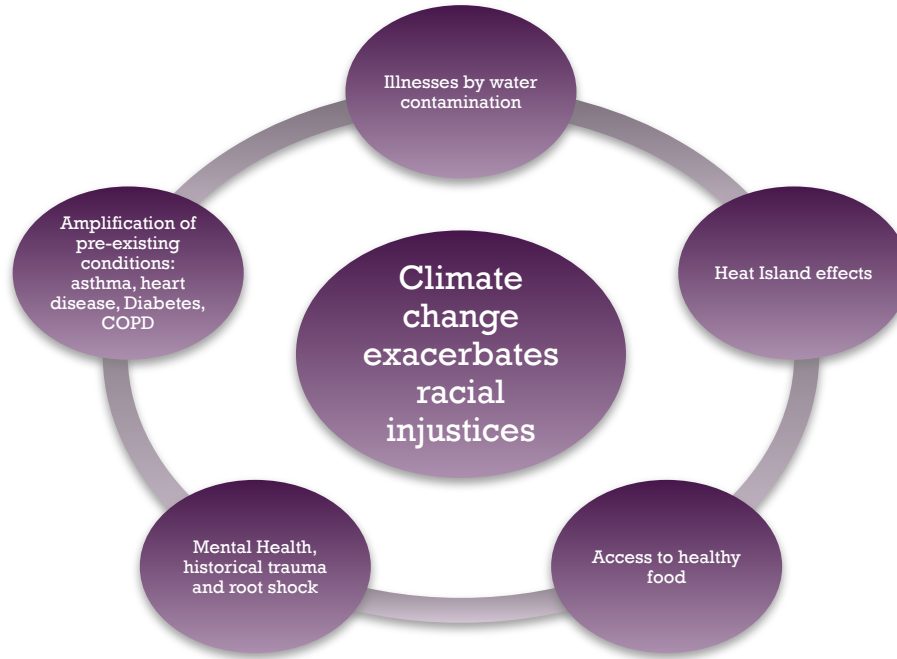 Illnesses by water
contamination
Amplification of
pre-existing
conditions:
asthma, heart
disease, Diabetes,
COPD
Heat Island effects
Climate
change
exacerbates
racial
injustices
Mental Health,
historical trauma
and root shock
Access to healthy
food